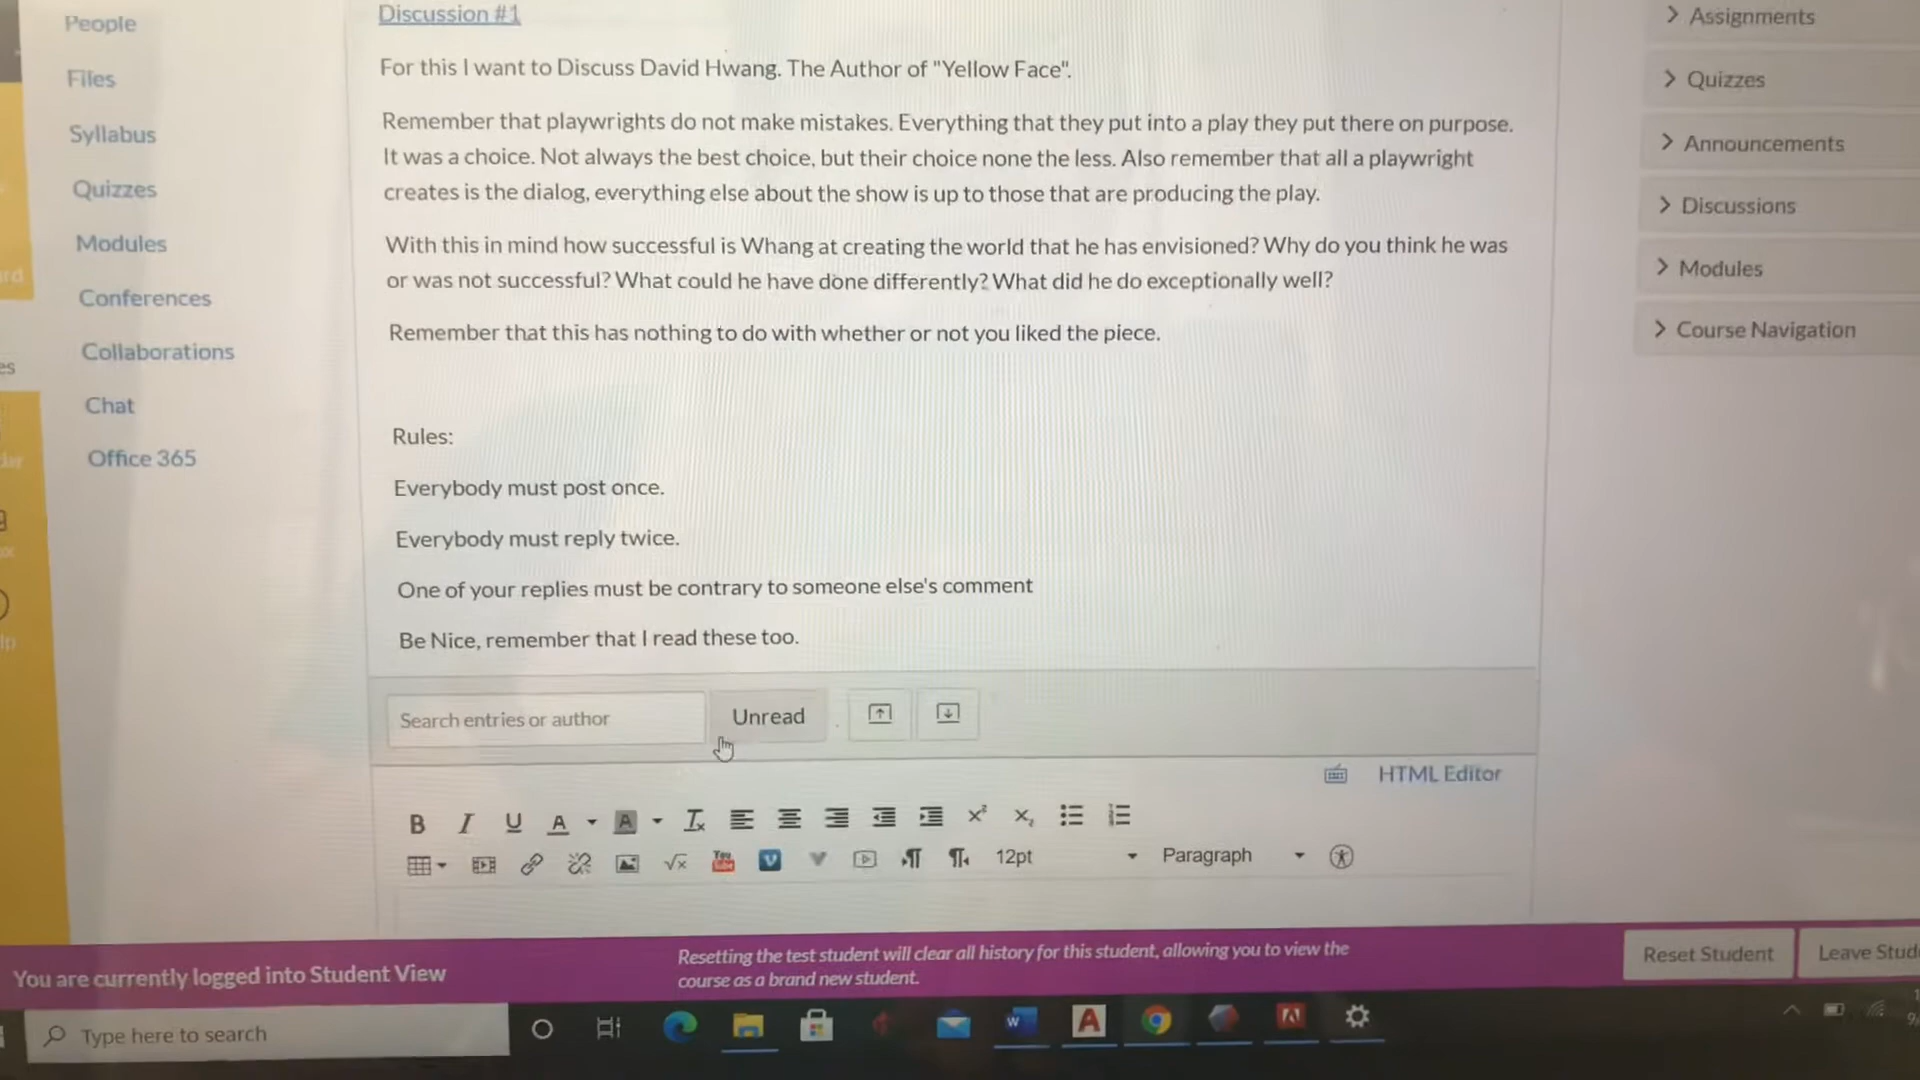 People
Files
Syllabus
Quizzes
Modules
Conferences
Collaborations
Chat
Office 365
Discussion #1
For this I want to Discuss David Hwang. The Author of "Yellow Face".
Remember that playwrights do not make mistakes. Everything that they put into a play they put there on purpose.
It was a choice. Not always the best choice, but their choice none the less. Also remember that all a playwright
creates is the dialog, everything else about the show is up to those that are producing the play.
With this in mind how successful is Whang at creating the world that he has envisioned? Why do you think he was
or was not successful? What could he have done differently? What did he do exceptionally well?
Remember that this has nothing to do with whether or not you liked the piece.
Rules:
Everybody must post once.
Everybody must reply twice.
One of your replies must be contrary to someone else's comment
Be Nice, remember that I read these too.
Search entries or author
Unread
HTML Editor
12pt
Paragraph
Assignments
Quizzes
Announcements
Discussions
Modules
Course Navigation
You are currently logged into Student View
Resetting the test student will clear all history for this student, allowing you to view the
course as a brand new student.
Reset Student
Leave Stud
Type here to search